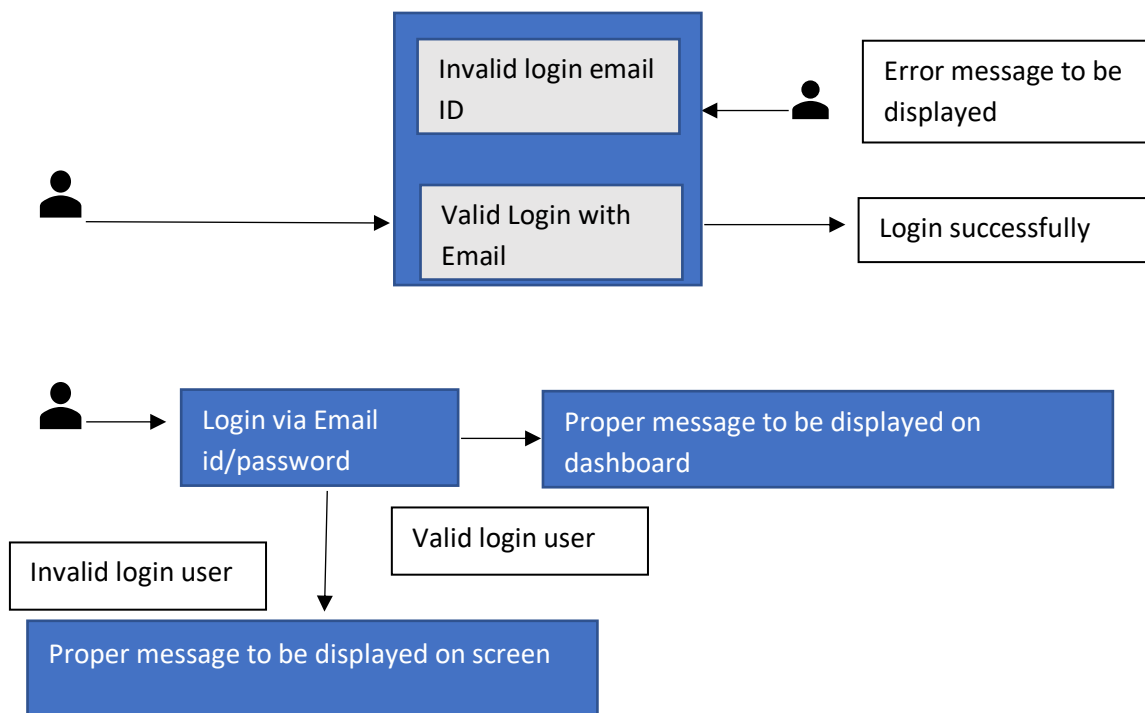 Invalid login email
ID
Error message to be
displayed
Valid Login with
Email
Login successfully
Login via Email
id/password
Proper message to be displayed on
dashboard
Valid login user
Invalid login user
Proper message to be displayed on screen